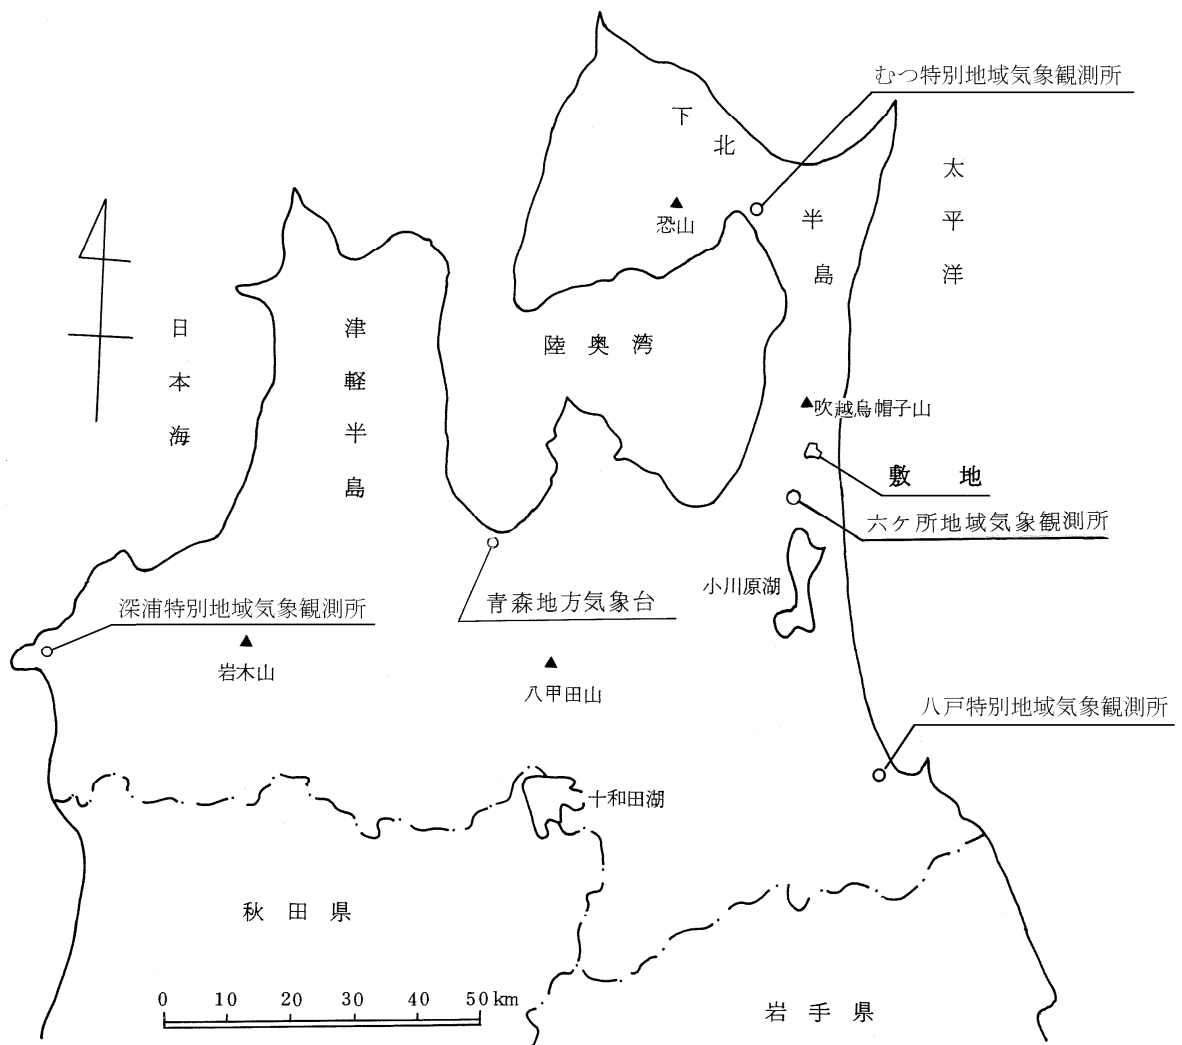 むつ特別地域気象観測所
下北半島
太平洋
恐山
日本海
津軽半島
陸奥湾
吹越烏帽子山
敷地
六ケ所地域気象観測所
小川原湖
青森地方気象台
深浦特別地域気象観測所
岩木山
八甲田山
八戸特別地域気象観測所
十和田湖
秋田県
岩手県
0 10 20 30 40 50km